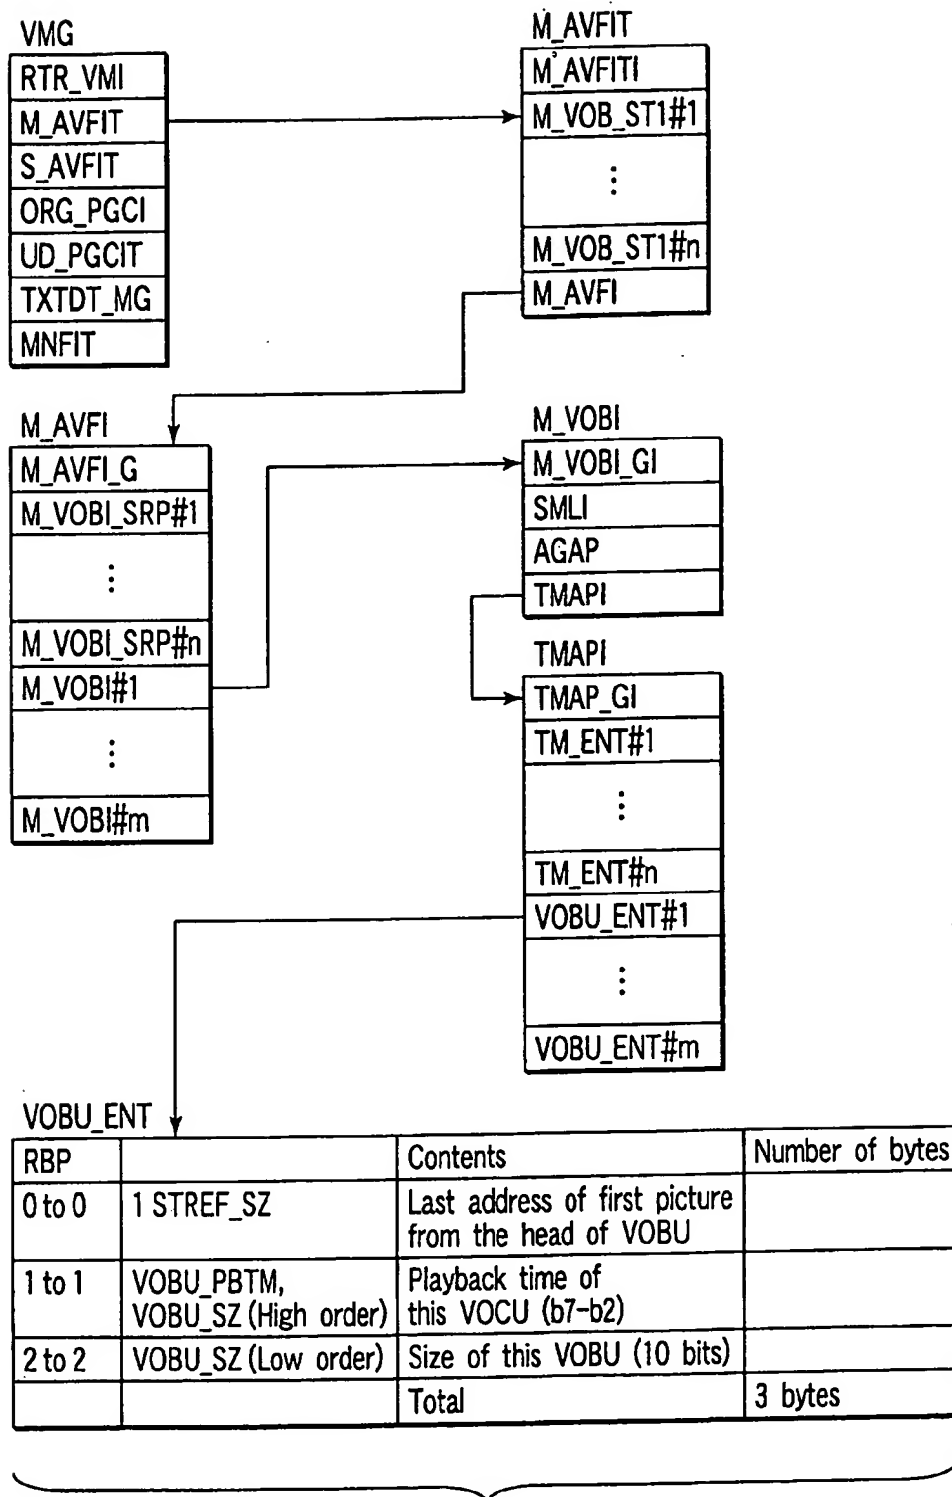 VMG
RTR_VMI
M_AVFIT
S_AVFIT
ORG_PGCI
UD_PGCIT
TXTDT_MG
MNFIT
M_AVFIT
M_AVFITI
M_VOB_ST1#1
⋮
M_VOB_ST1#n
M_AVFI
M_AVFI
M_AVFI_G
M_VOBI_SRP#1
⋮
M_VOBI_SRP#n
M_VOBI#1
⋮
M_VOBI#m
M_VOBI
M_VOBI_GI
SMLI
AGAP
TMAPI
TMAPI
TMAP_GI
TM_ENT#1
⋮
TM_ENT#n
VOBU_ENT#1
⋮
VOBU_ENT#m
VOBU_ENT
RBP Contents Number of bytes
0 to 0 1 STREF_SZ Last address of first picture
from the head of VOBU
1 to 1 VOBU_PBTM, Playback time of
VOBU_SZ (High order) this VOCU (b7-b2)
2 to 2 VOBU_SZ (Low order) Size of this VOBU (10 bits)
Total 3 bytes